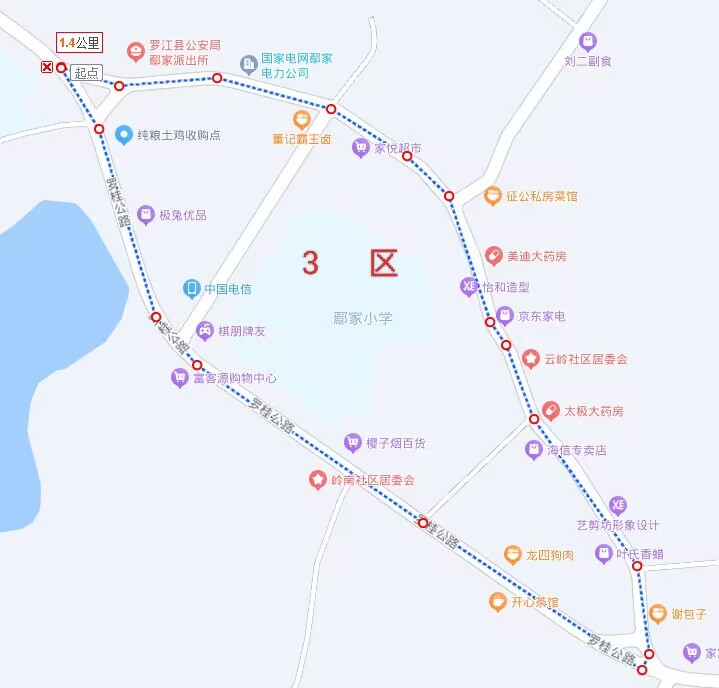 1.4公里
起点
罗江县公安局
鄢家派出所
国家电网鄢家
电力公司
刘二副食
纯粮土鸡收购点
董记霸王卤
家悦超市
罗桂公路
极兔优品
征公私房菜馆
3 区
美迪大药房
中国电信
XE
怡和造型
鄢家小学
京东家电
桂公路
棋朋牌友
云岭社区居委会
富客源购物中心
罗桂公路
太极大药房
樱子烟百货
海信专卖店
岭南社区居委会
XE
艺剪坊形象设计
罗桂公路
龙四狗肉
叶氏香蜡
开心茶馆
谢包子
罗桂公路